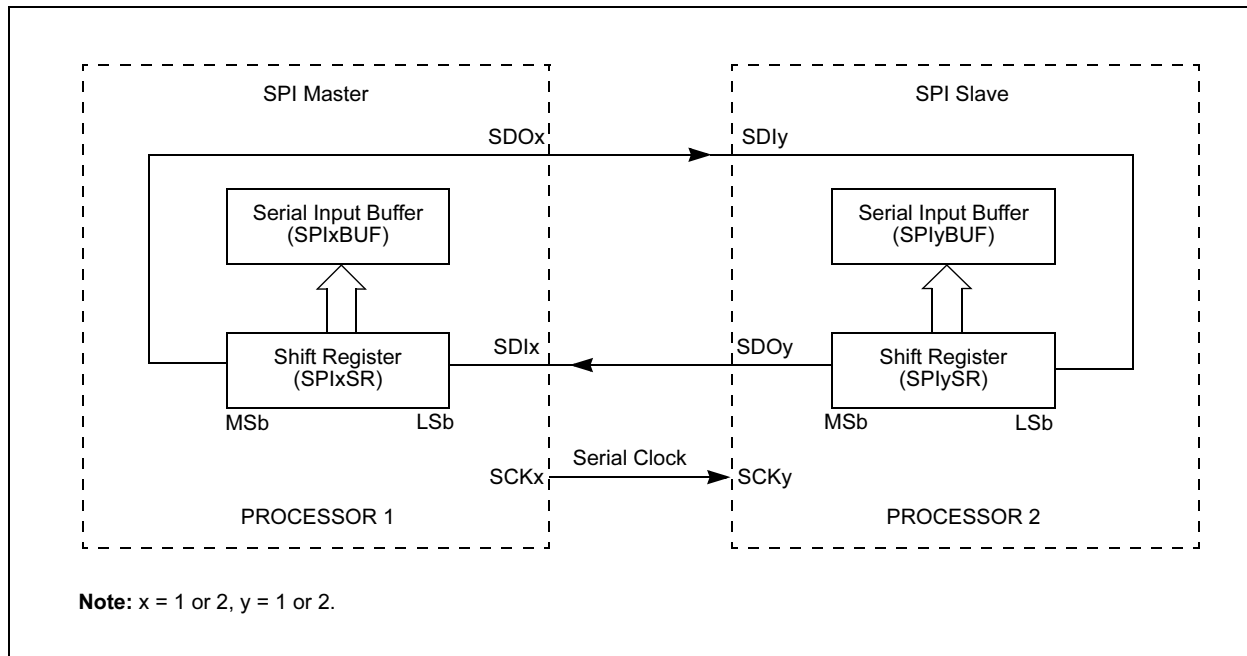 SPI Master
SPI Slave
SDOx
SDIy
Serial Input Buffer
(SPIxBUF)
Serial Input Buffer
(SPIyBUF)
SDIx
SDOy
Shift Register
(SPIxSR)
Shift Register
(SPIySR)
MSb
LSb
MSb
LSb
Serial Clock
SCKx
SCKy
PROCESSOR 1
PROCESSOR 2
Note: x = 1 or 2, y = 1 or 2.